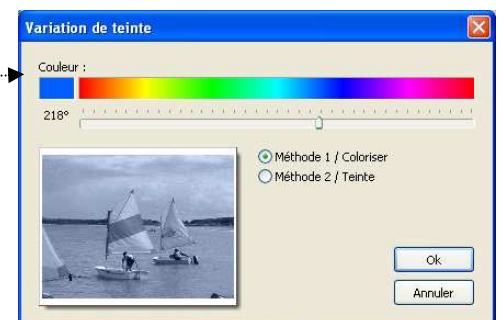 Variation de teinte
Couleur :
218°
Méthode 1 / Coloriser
Méthode 2 / Teinte
Ok
Annuler